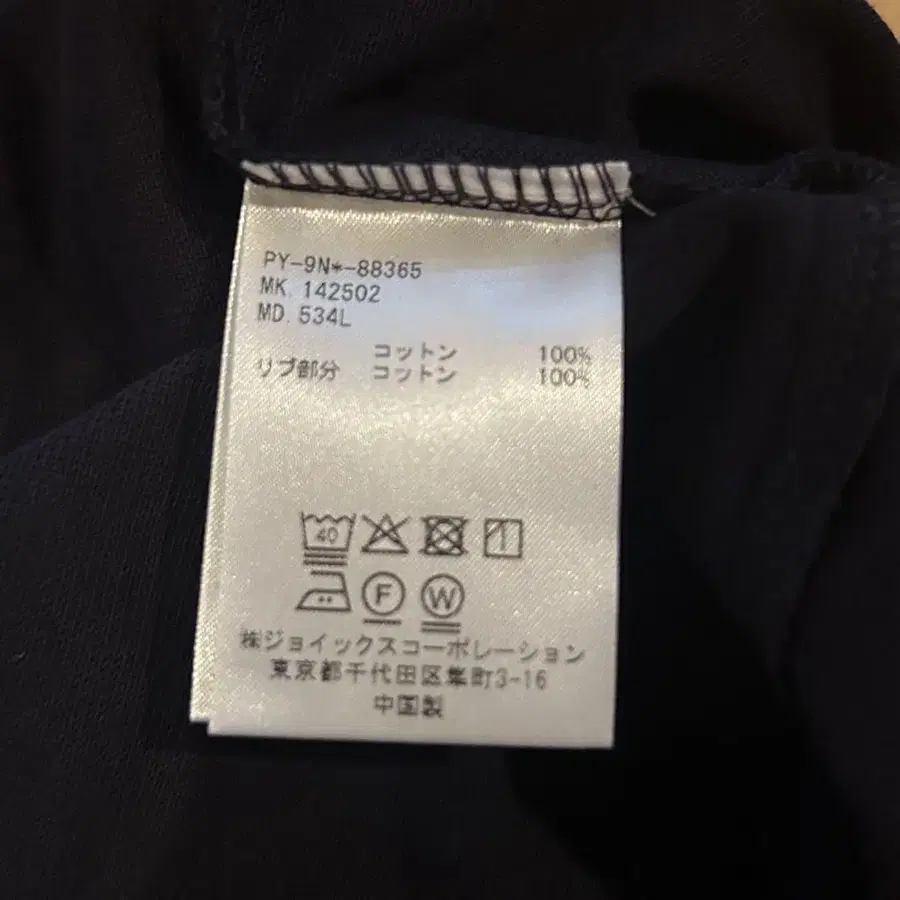 PY-9N*-88365
MK. 142502
MD. 534L
コットン 100%
リブ部分 コットン 100%
40
F W
㈱ジョイックスコーポレーション
東京都千代田区隼町3-16
中国製